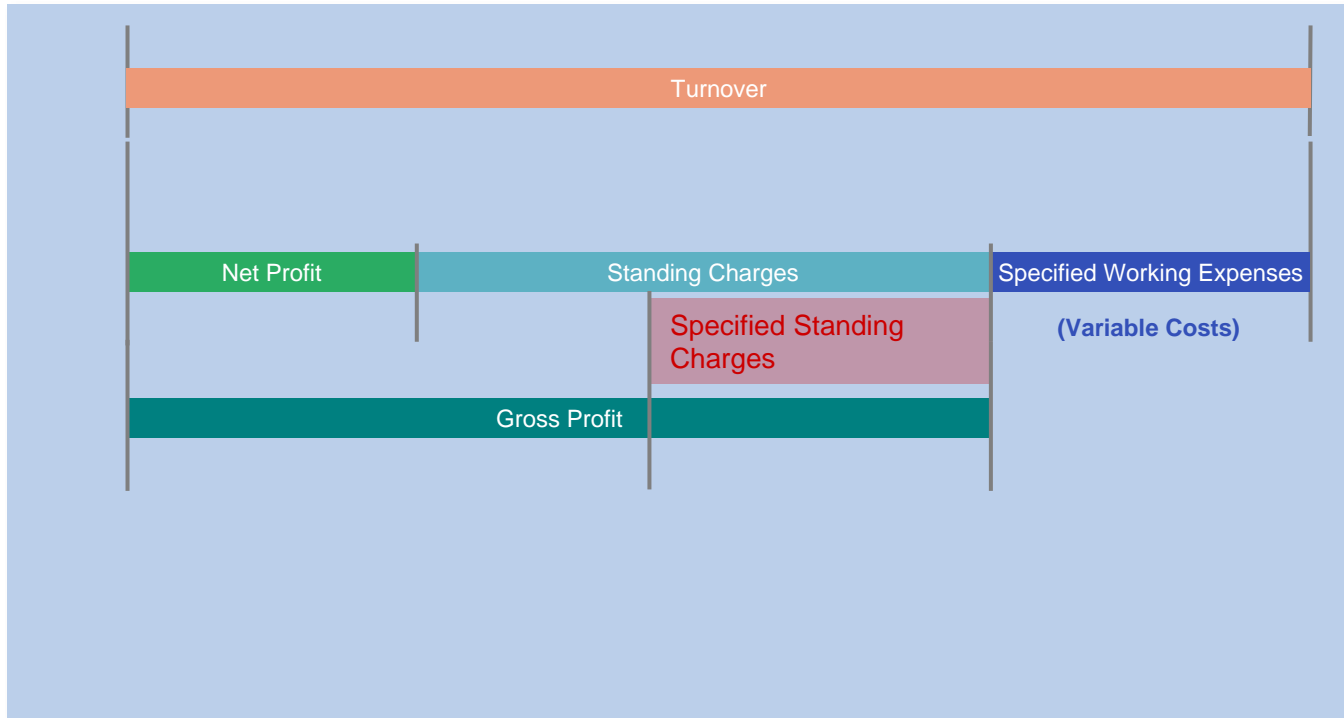 Turnover
Net Profit
Standing Charges
Specified Working Expenses
Specified Standing
Charges
(Variable Costs)
Gross Profit